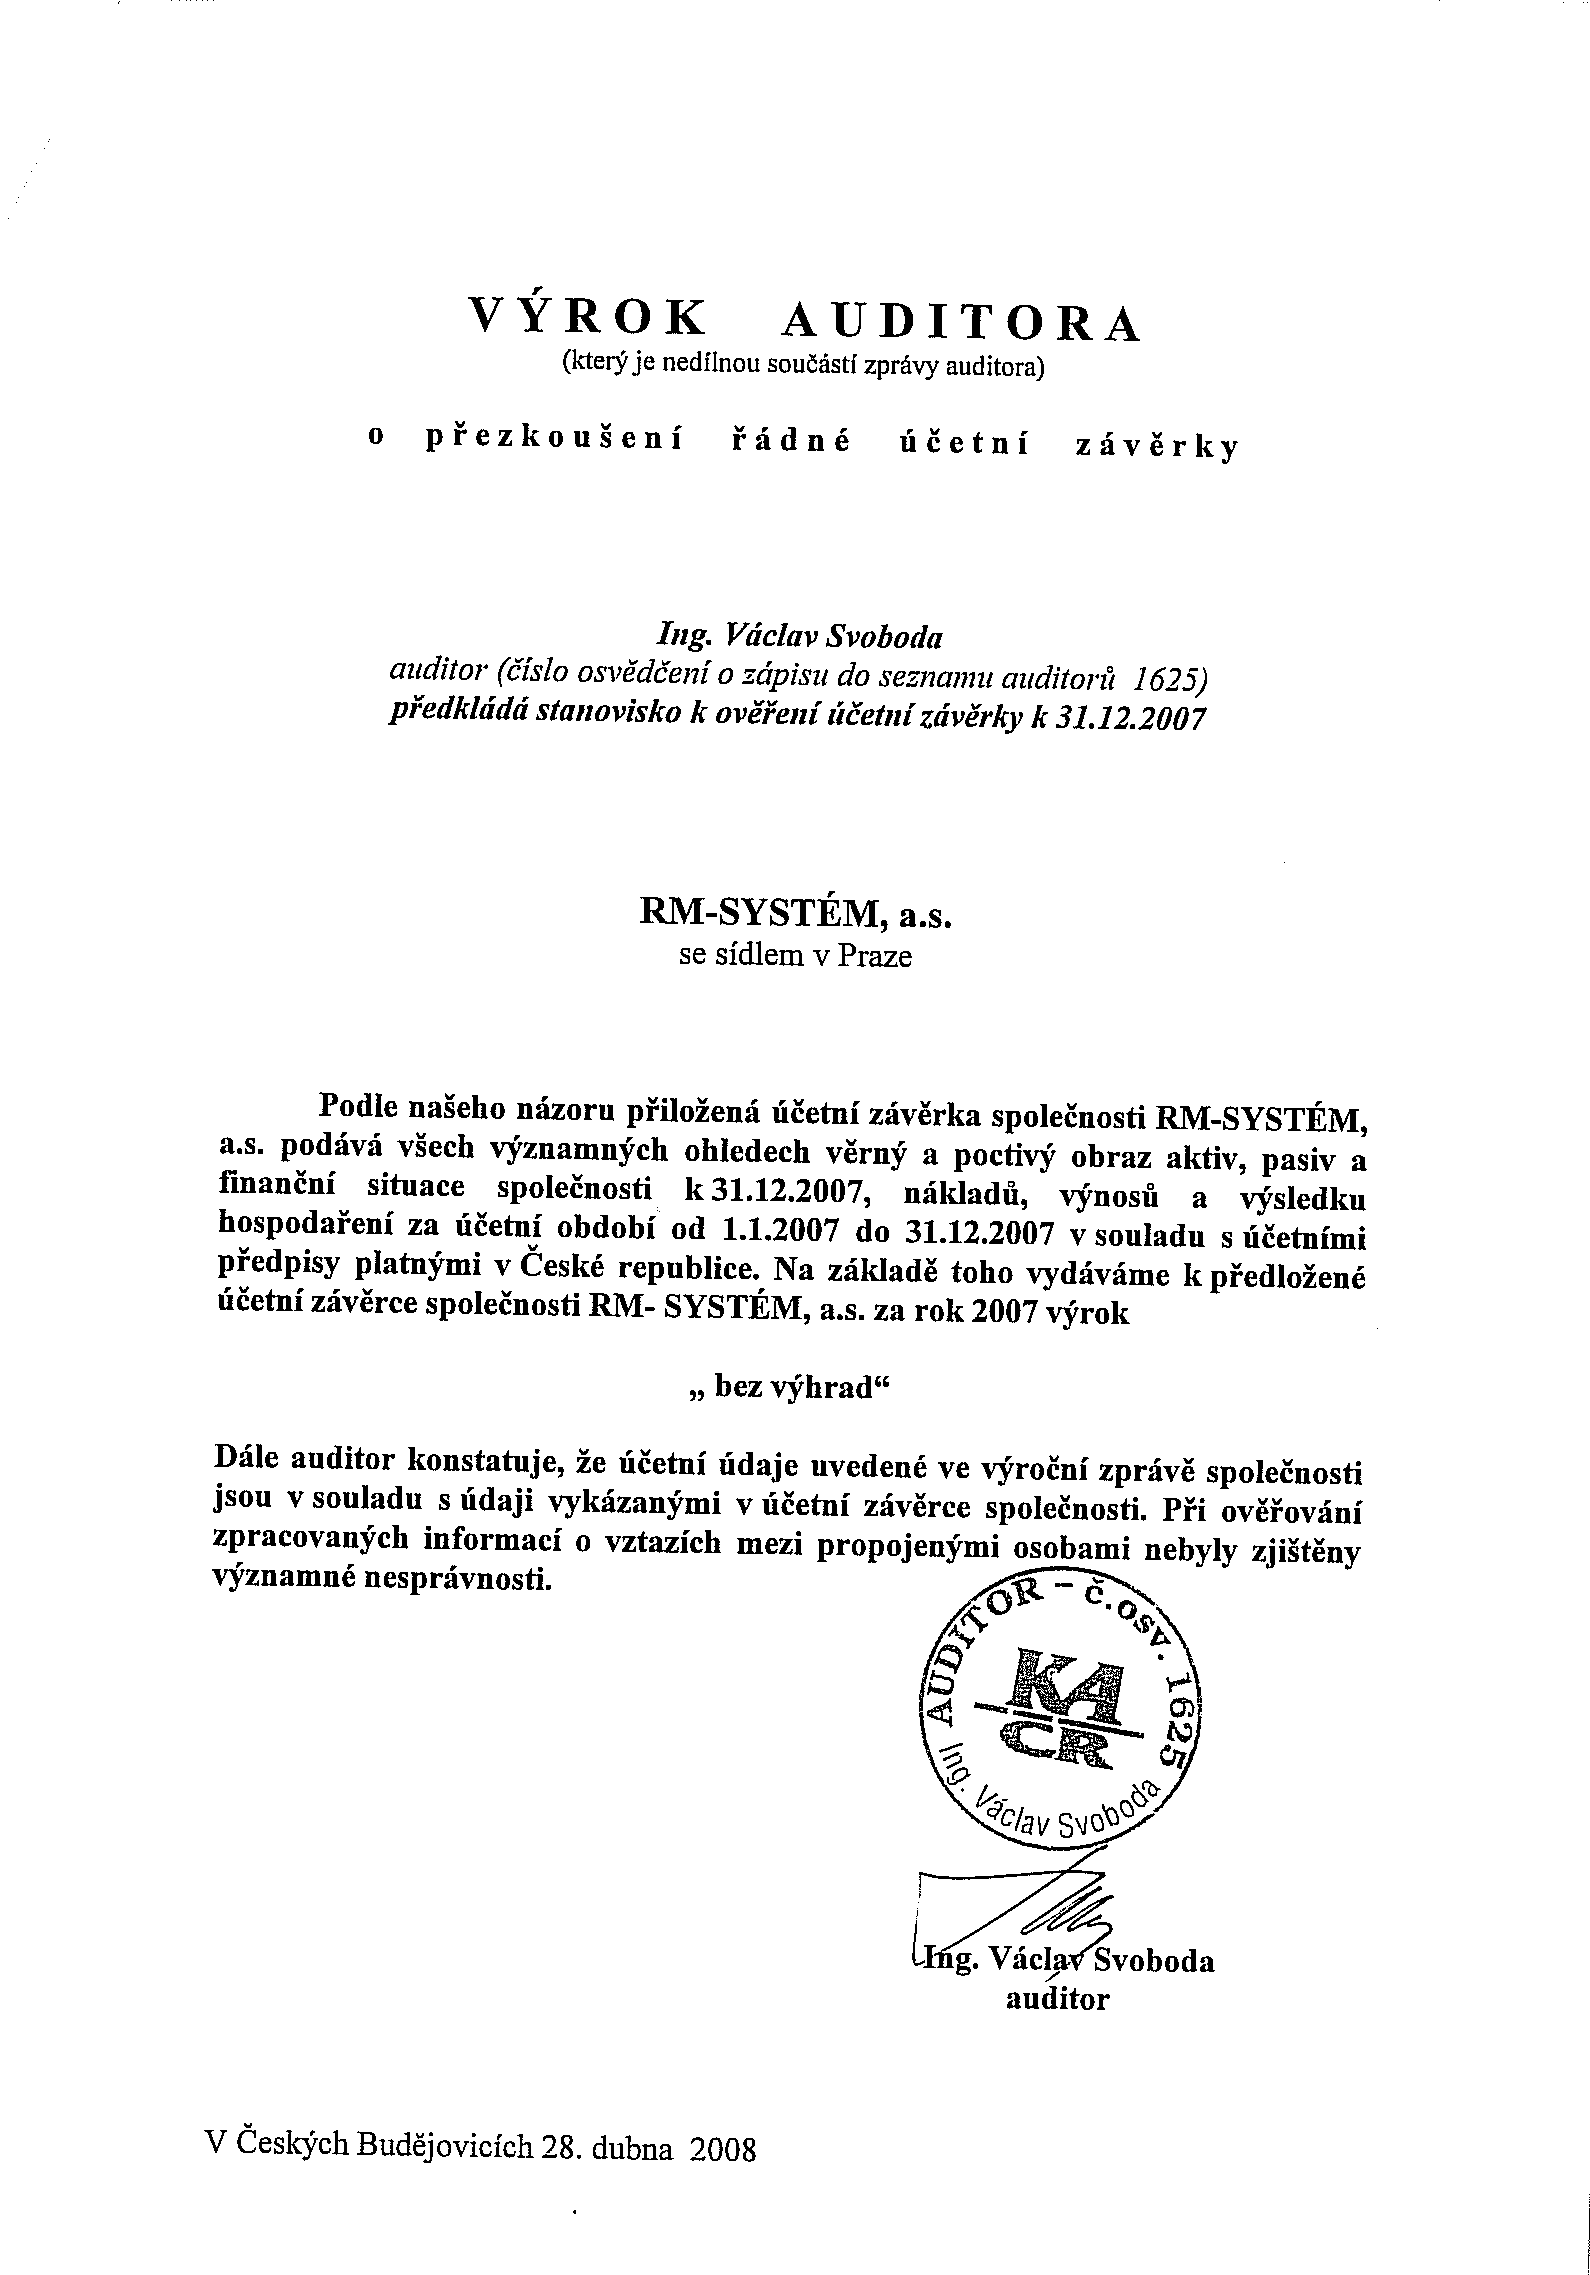 VÝROK AUDITORA
(který je nedílnou součástí zprávy auditora)
o přezkoušení řádné účetní závěrky
Ing. Václav Svoboda
auditor (číslo osvědčení o zápisu do seznamu auditorů 1625)
předkládá stanovisko k ověření účetní závěrky k 31.12.2007
RM-SYSTÉM, a.s.
se sídlem v Praze
Podle našeho názoru přiložená účetní závěrka společnosti RM-SYSTÉM,
a.s. podává všech významných ohledech věrný a poctivý obraz aktiv, pasiv a
finanční situace společnosti k 31.12.2007, nákladů, výnosů a výsledku
hospodaření za účetní období od 1.1.2007 do 31.12.2007 v souladu s účetními
předpisy platnými v České republice. Na základě toho vydáváme k předložené
účetní závěrce společnosti RM- SYSTÉM, a.s. za rok 2007 výrok
„ bez výhrad“
Dále auditor konstatuje, že účetní údaje uvedené ve výroční zprávě společnosti
jsou v souladu s údaji vykázanými v účetní závěrce společnosti. Při ověřování
zpracovaných informací o vztazích mezi propojenými osobami nebyly zjištěny
významné nesprávnosti.
AUDITOR – č.osv. 1625
KA
CR
Ing. Václav Svoboda
Ing. Václav Svoboda
auditor
V Českých Budějovicích 28. dubna 2008